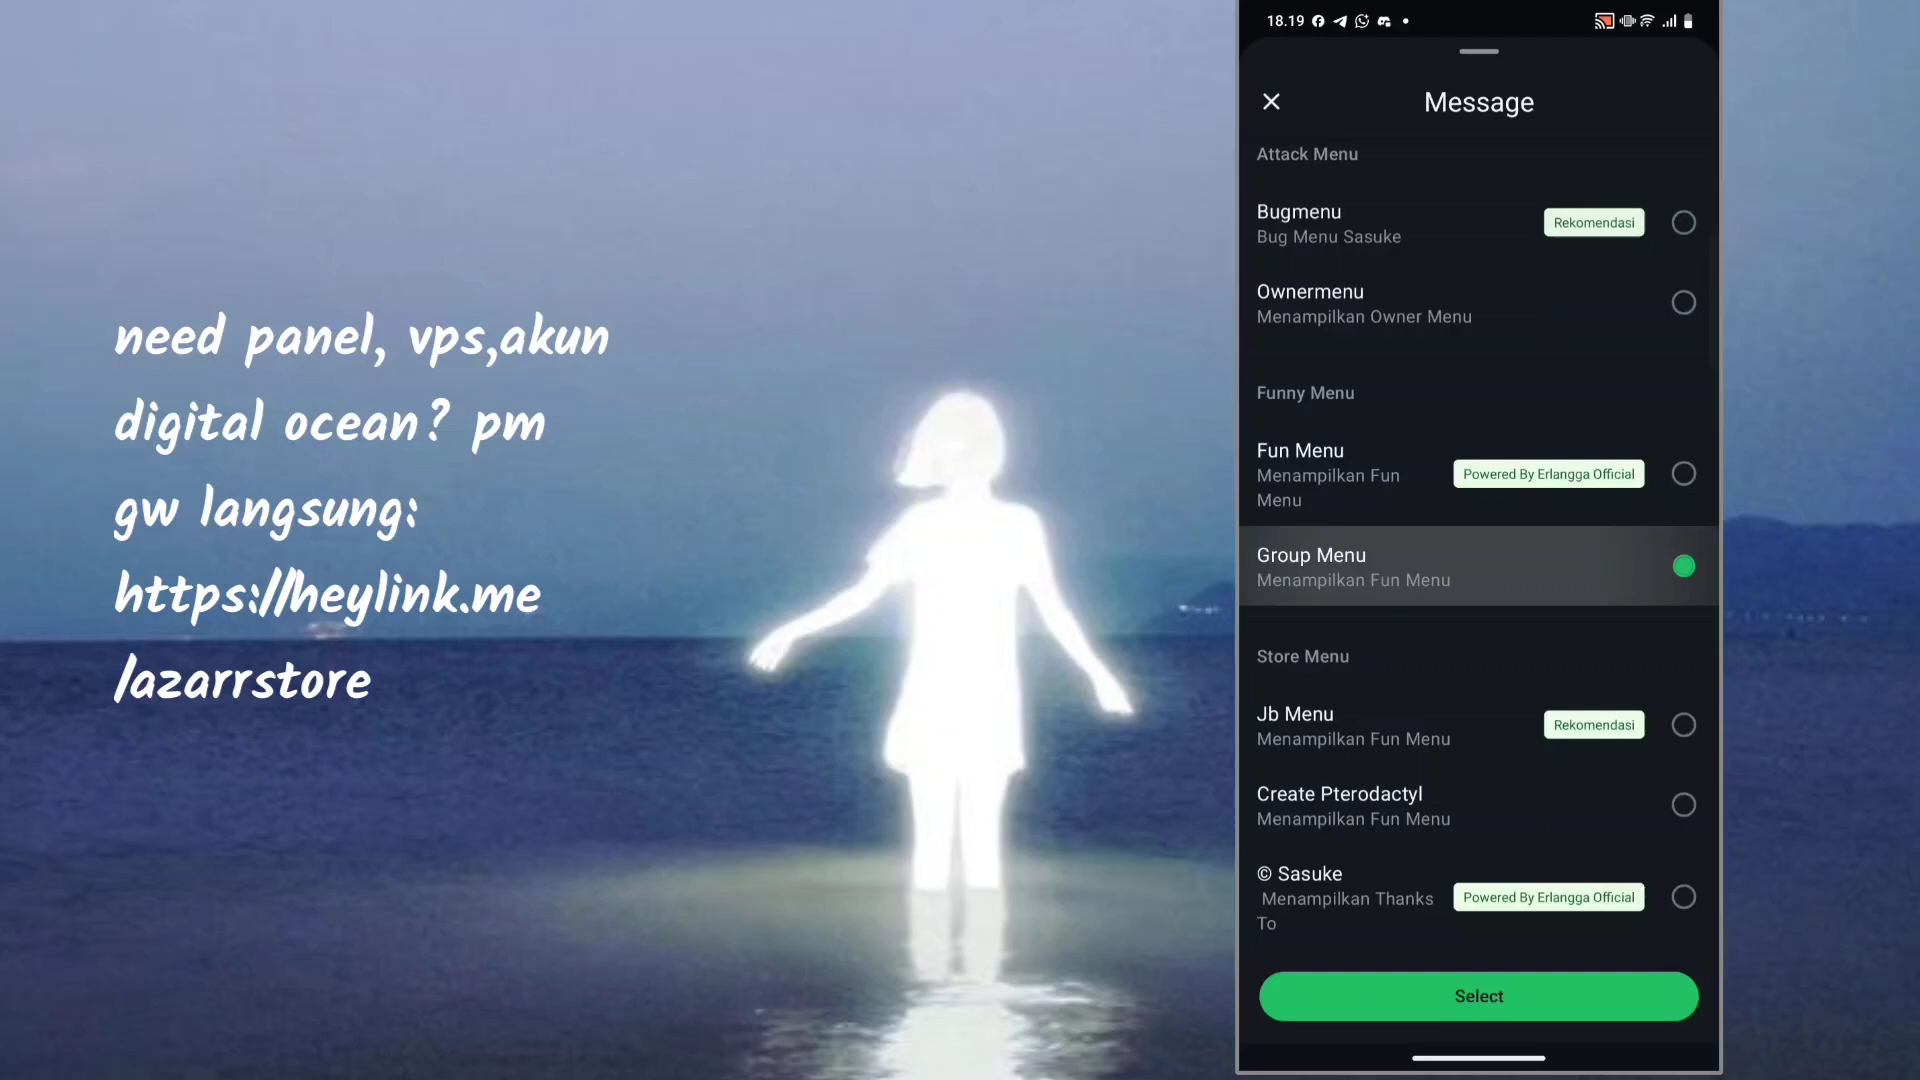 need panel, vps,akun
digital ocean? pm
gw langsung:
https://heylink.me
/azarrstore
18.19
Message
Attack Menu
Bugmenu
Bug Menu Sasuke
Rekomendasi
Ownermenu
Menampilkan Owner Menu
Funny Menu
Fun Menu
Menampilkan Fun
Menu
Powered By Erlangga Official
Group Menu
Menampilkan Fun Menu
Store Menu
Jb Menu
Menampilkan Fun Menu
Rekomendasi
Create Pterodactyl
Menampilkan Fun Menu
© Sasuke
Menampilkan Thanks
To
Powered By Erlangga Official
Select